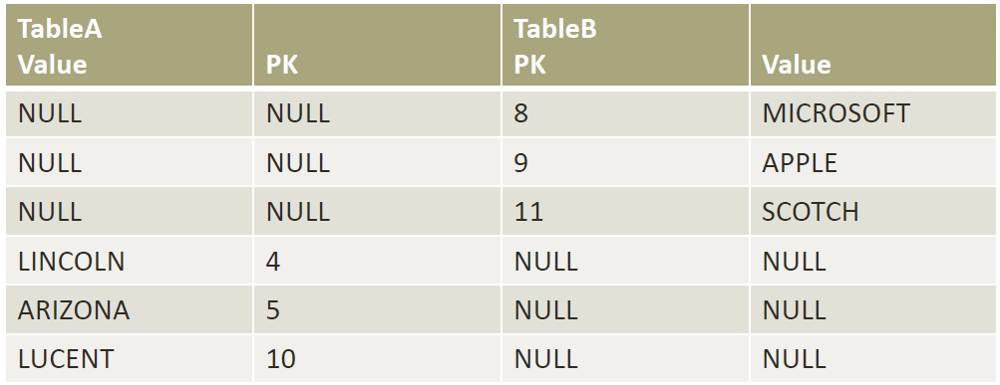 TableA TableB
Value PK PK Value
NULL NULL 8 MICROSOFT
NULL NULL 9 APPLE
NULL NULL 11 SCOTCH
LINCOLN 4 NULL NULL
ARIZONA 5 NULL NULL
LUCENT 10 NULL NULL